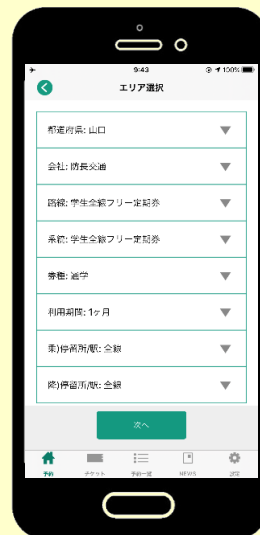 9:43
100%
エリア選択
都道府県: 山口
会社: 防長交通
路線: 学生全線フリー定期券
系統: 学生全線フリー定期券
券種: 通学
利用期間: 1ヶ月
乗)停留所/駅: 全線
降)停留所/駅: 全線
次へ
予約 チケット 予約一覧 NEWS 設定